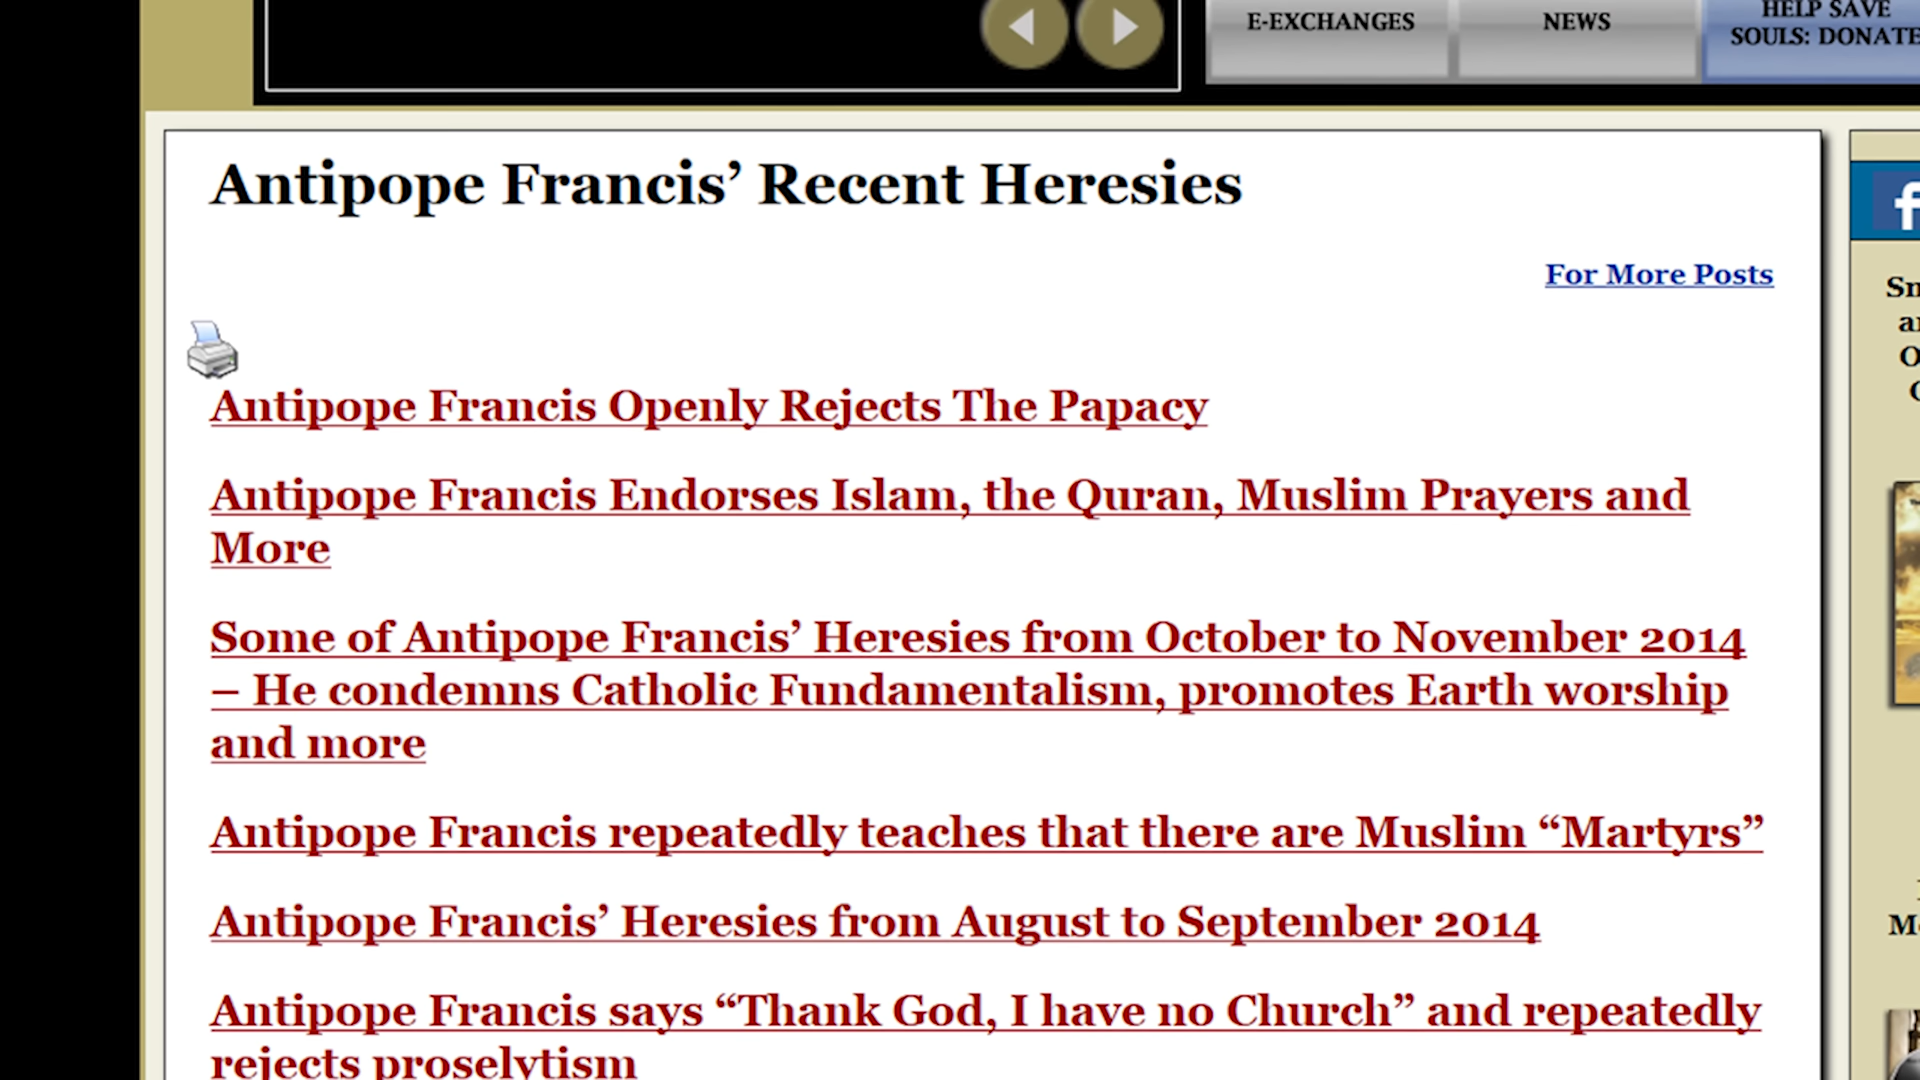 E-EXCHANGES
NEWS
HELP SAVE
SOULS: DONATE
Antipope Francis’ Recent Heresies
For More Posts
Antipope Francis Openly Rejects The Papacy
Antipope Francis Endorses Islam, the Quran, Muslim Prayers and
More
Some of Antipope Francis’ Heresies from October to November 2014
– He condemns Catholic Fundamentalism, promotes Earth worship
and more
Antipope Francis repeatedly teaches that there are Muslim “Martyrs”
Antipope Francis’ Heresies from August to September 2014
Antipope Francis says “Thank God, I have no Church” and repeatedly
rejects proselytism